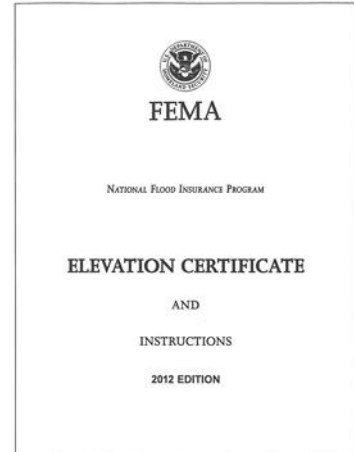 FEMA
NATIONAL FLOOD INSURANCE PROGRAM
ELEVATION CERTIFICATE
AND
INSTRUCTIONS
2012 EDITION